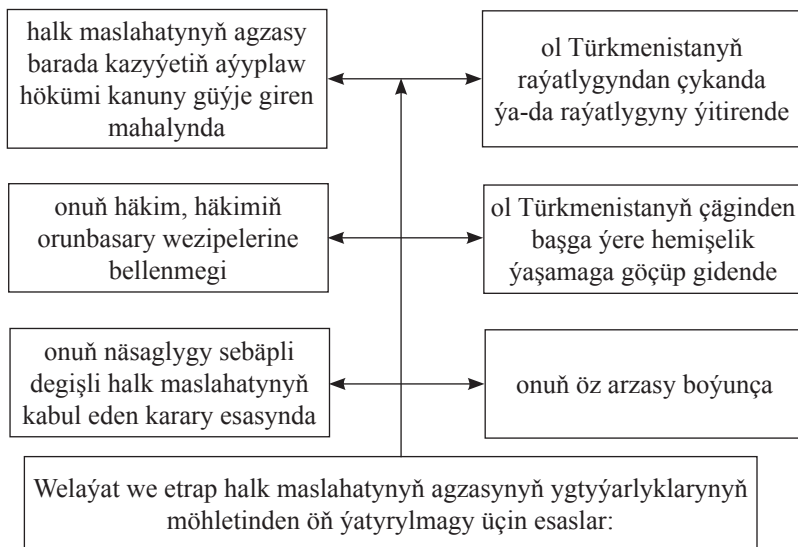 halk maslahatynyň agzasy
barada kazyýetiň aýyplaw
hökümi kanuny güýje giren
mahalynda
ol Türkmenistanyň
raýatlygyndan çykanda
ýa-da raýatlygyny ýitirende
onuň häkim, häkimiň
orunbasary wezipelerine
bellenmegi
ol Türkmenistanyň çäginden
başga ýere hemişelik
ýaşamaga göçüp gidende
onuň näsaglygy sebäpli
degişli halk maslahatynyň
kabul eden karary esasynda
onuň öz arzasy boýunça
Welaýat we etrap halk maslahatynyň agzasynyň ygtyýarlyklarynyň
möhletinden öň ýatyrylmagy üçin esaslar: